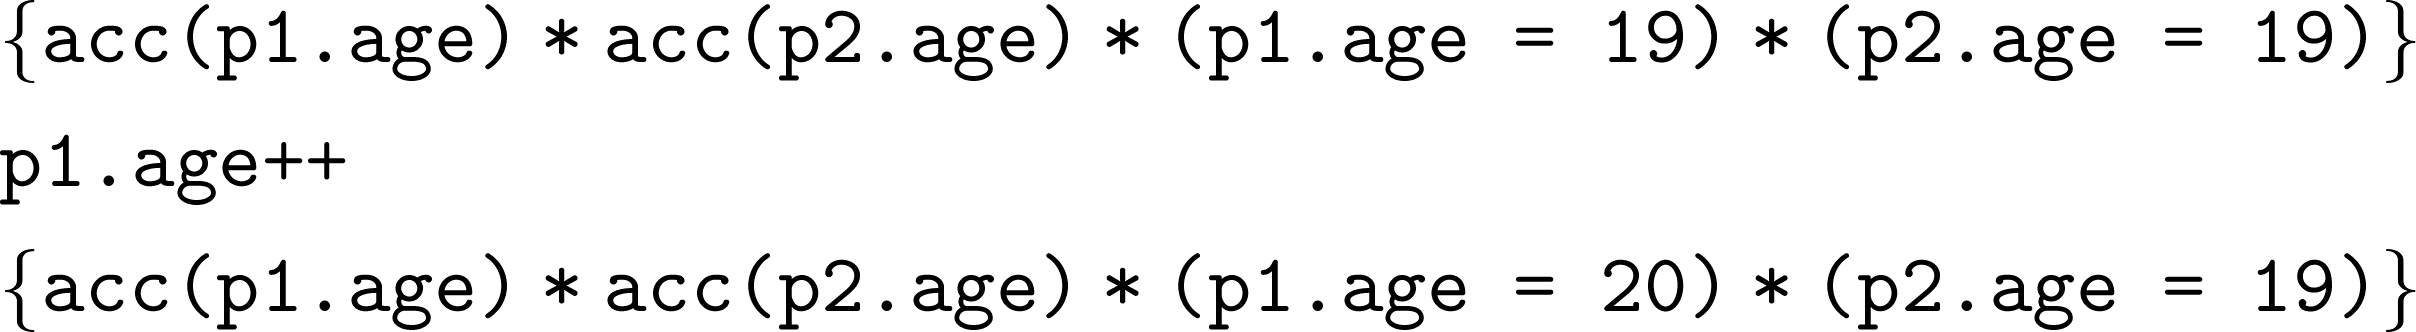 {acc(p1.age) * acc(p2.age) * (p1.age = 19) * (p2.age = 19)}
p1.age++
{acc(p1.age) * acc(p2.age) * (p1.age = 20) * (p2.age = 19)}